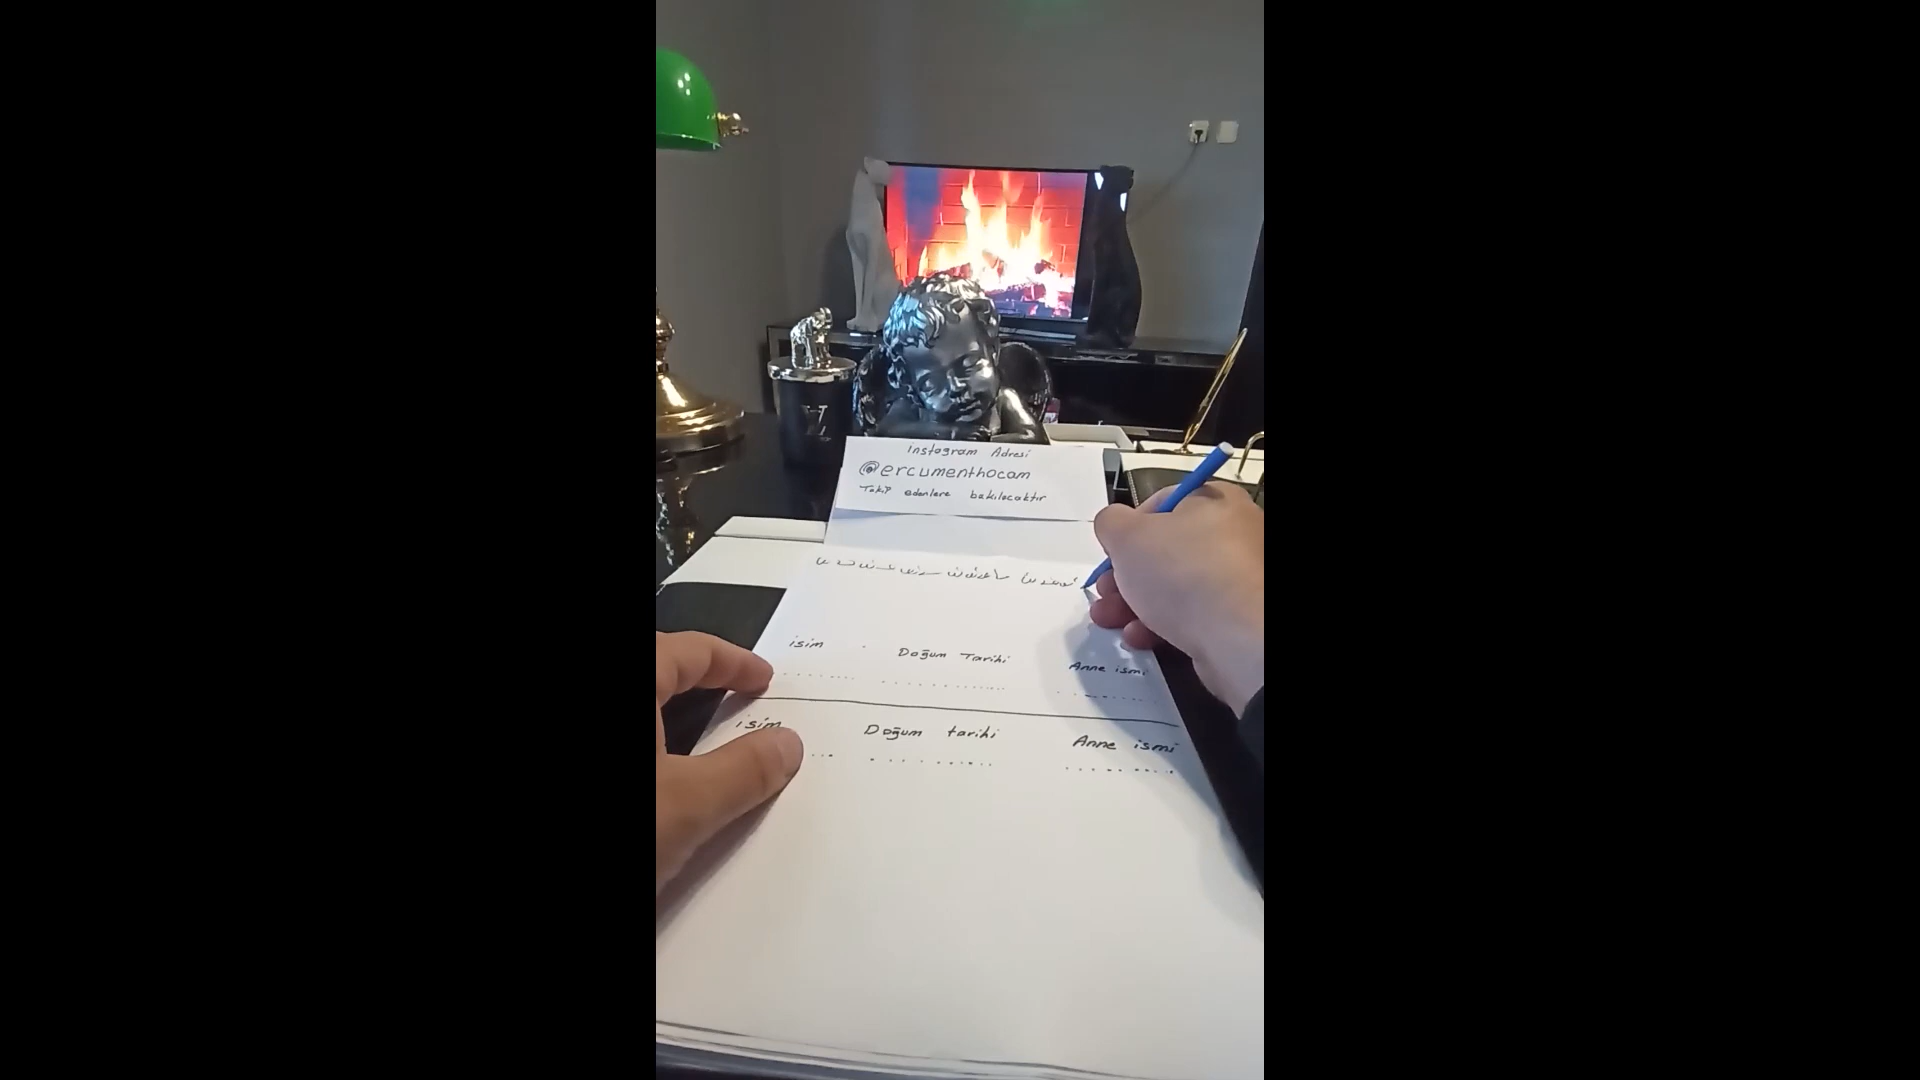 instagram Adresi
@ercumenthocam
Takip edenlere bakılacaktır
isim Doğum Tarihi Anne ismi
isim Doğum tarihi Anne ismi